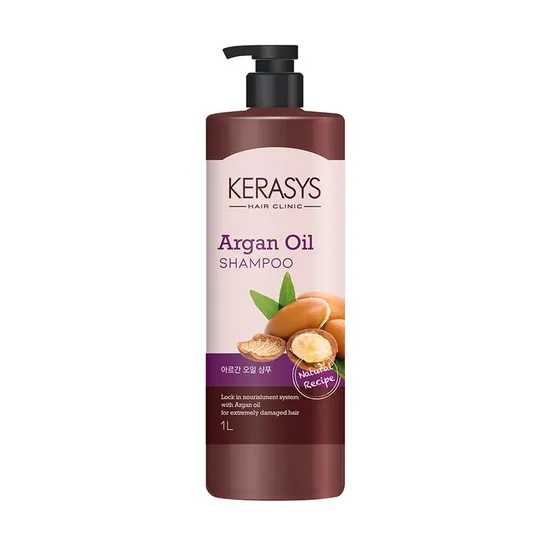 KERASYS
HAIR CLINIC
Argan Oil
SHAMPOO
아르간 오일 샴푸
Natural
Recipe
Lock in nourishment system
with Argan oil
for extremely damaged hair
1L